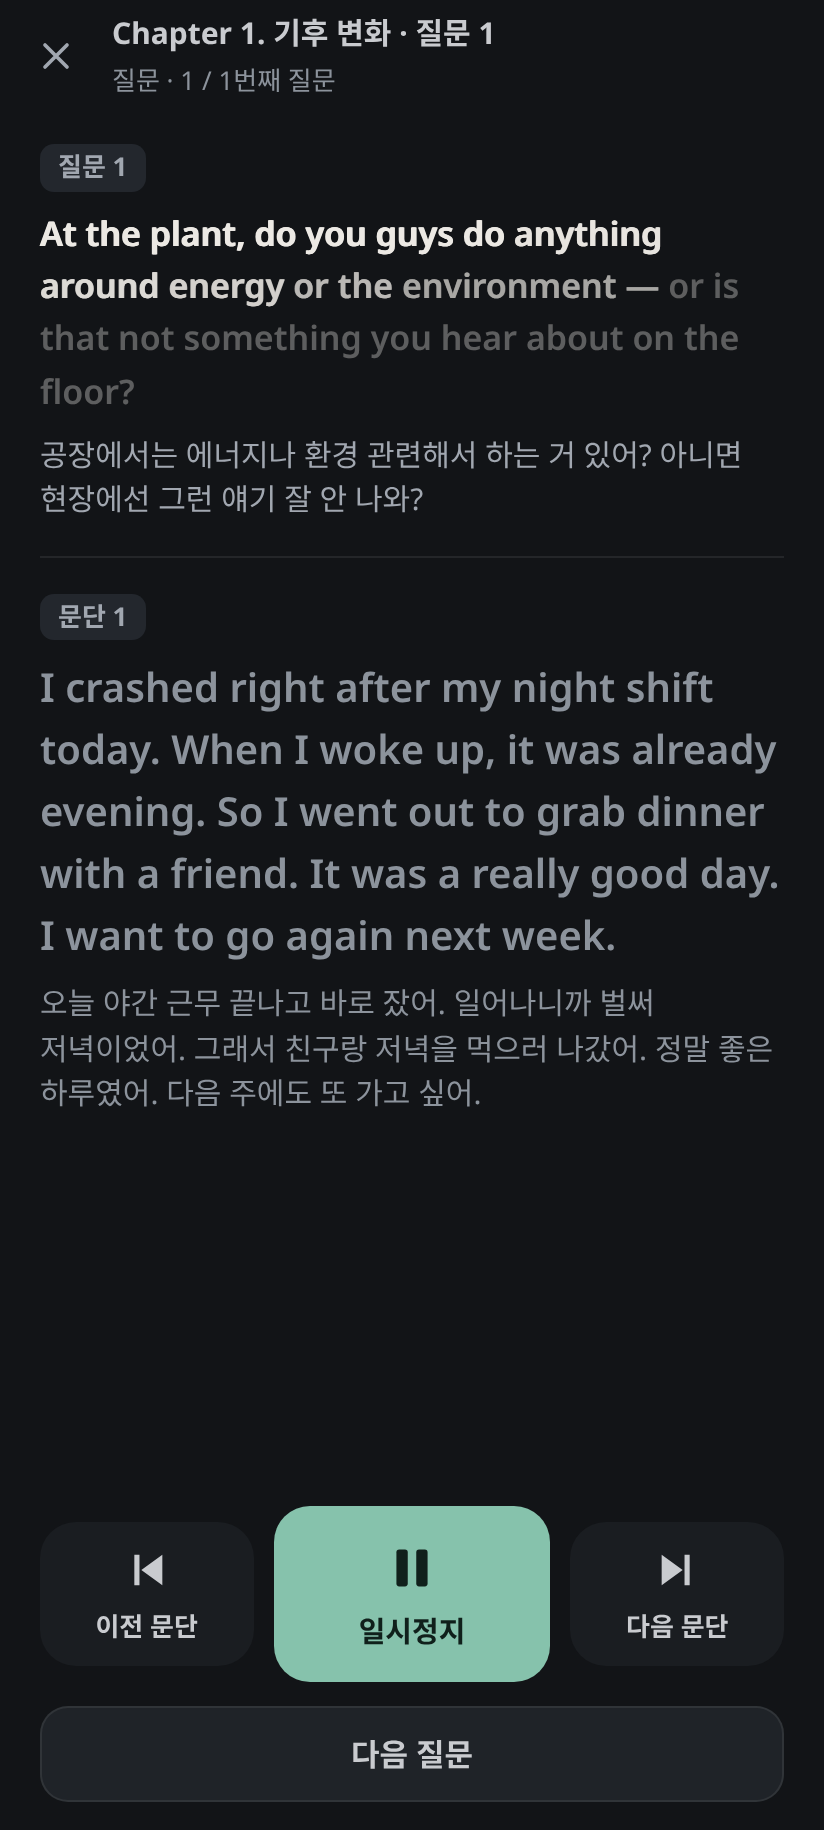 Chapter 1. 기후 변화 · 질문 1
질문 · 1 / 1번째 질문
질문 1
At the plant, do you guys do anything
around energy or the environment — or is
that not something you hear about on the
floor?
공장에서는 에너지나 환경 관련해서 하는 거 있어? 아니면
현장에선 그런 얘기 잘 안 나와?
문단 1
I crashed right after my night shift
today. When I woke up, it was already
evening. So I went out to grab dinner
with a friend. It was a really good day.
I want to go again next week.
오늘 야간 근무 끝나고 바로 잤어. 일어나니까 벌써
저녁이었어. 그래서 친구랑 저녁을 먹으러 나갔어. 정말 좋은
하루였어. 다음 주에도 또 가고 싶어.
이전 문단
일시정지
다음 문단
다음 질문